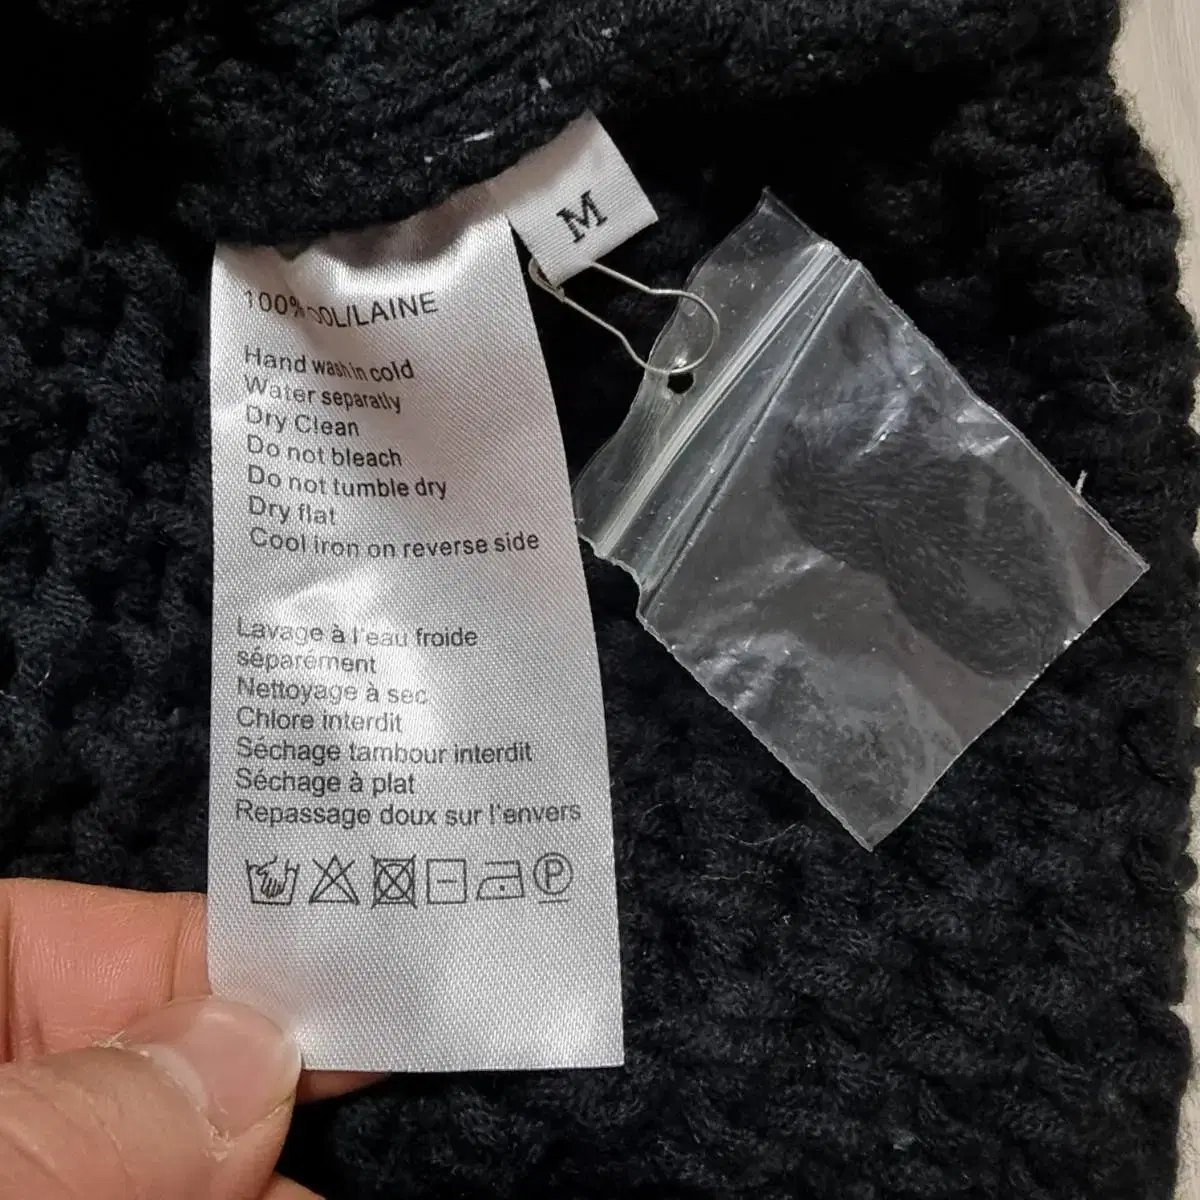 M
100% OOL/LAINE
Hand wash in cold
Water separatly
Dry Clean
Do not bleach
Do not tumble dry
Dry flat
Cool iron on reverse side
Lavage à l'eau froide
séparément
Nettoyage à sec
Chlore interdit
Séchage tambour interdit
Séchage à plat
Repassage doux sur l'envers
P